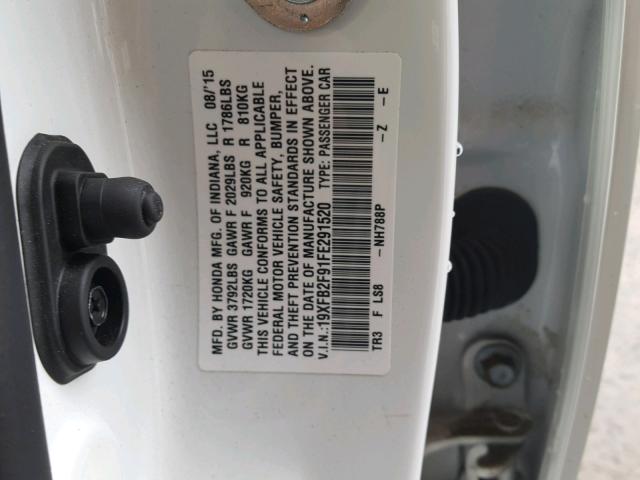 MFD. BY HONDA MFG. OF INDIANA, LLC 08/'15
GVWR 3792LBS GAWR F 2029LBS R 1786LBS
GVWR 1720KG GAWR F 920KG R 810KG
THIS VEHICLE CONFORMS TO ALL APPLICABLE
FEDERAL MOTOR VEHICLE SAFETY, BUMPER,
AND THEFT PREVENTION STANDARDS IN EFFECT
ON THE DATE OF MANUFACTURE SHOWN ABOVE.
V.I.N.:19XFB2F91FE291520 TYPE: PASSENGER CAR
TR3 F LS8 -NH788P -Z -E